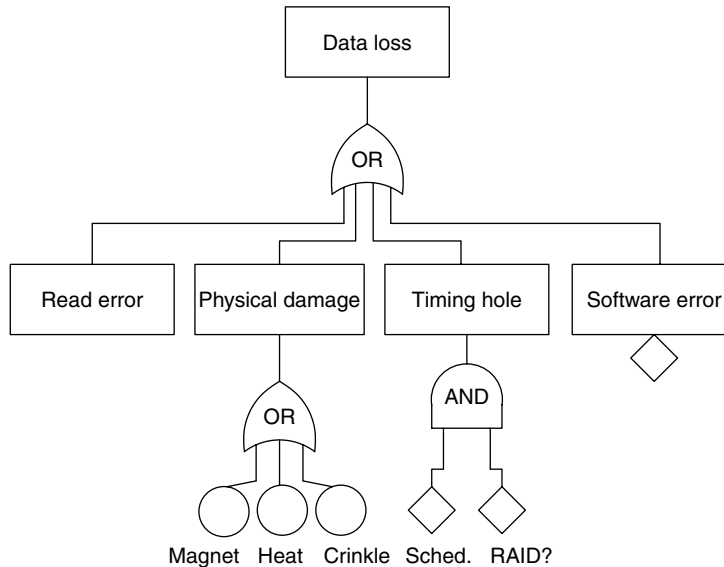 Data loss
OR
Read error
Physical damage
Timing hole
Software error
OR
AND
Magnet
Heat
Crinkle
Sched.
RAID?